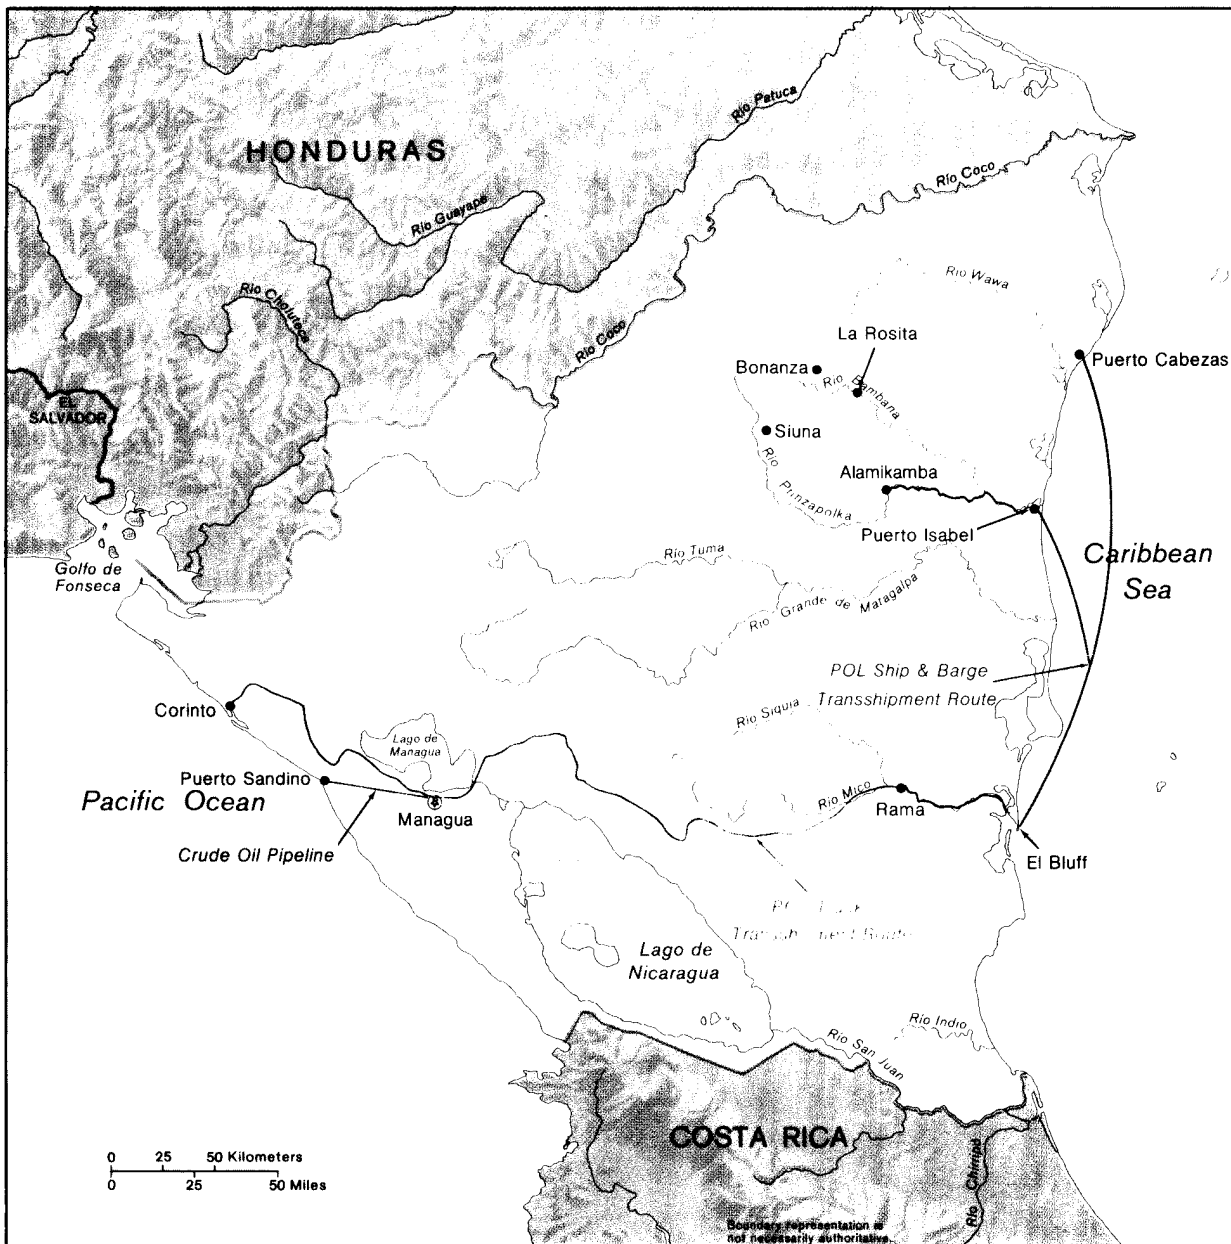 HONDURAS
Río Patuca
Río Coco
Río Guayape
Río Choluteca
Río Coco
Río Wawa
La Rosita
Bonanza
Río Bambana
Puerto Cabezas
EL
SALVADOR
Siuna
Río
Prinzapolka
Alamikamba
Puerto Isabel
Caribbean
Sea
Golfo de
Fonseca
Río Tuma
Río Grande de Matagalpa
POL Ship & Barge
Transshipment Route
Corinto
Lago de
Managua
Río Siquia
Puerto Sandino
Pacific Ocean
Managua
Río Mico
Rama
Crude Oil Pipeline
El Bluff
Route
Lago de
Nicaragua
Río Indio
Río San Juan
COSTA RICA
Río Chirripó
0 25 50 Kilometers
0 25 50 Miles
Boundary representation is
not necessarily authoritative.